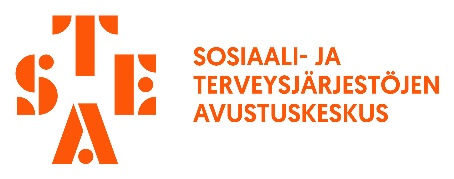 STEA
SOSIAALI- JA
TERVEYSJÄRJESTÖJEN
AVUSTUSKESKUS